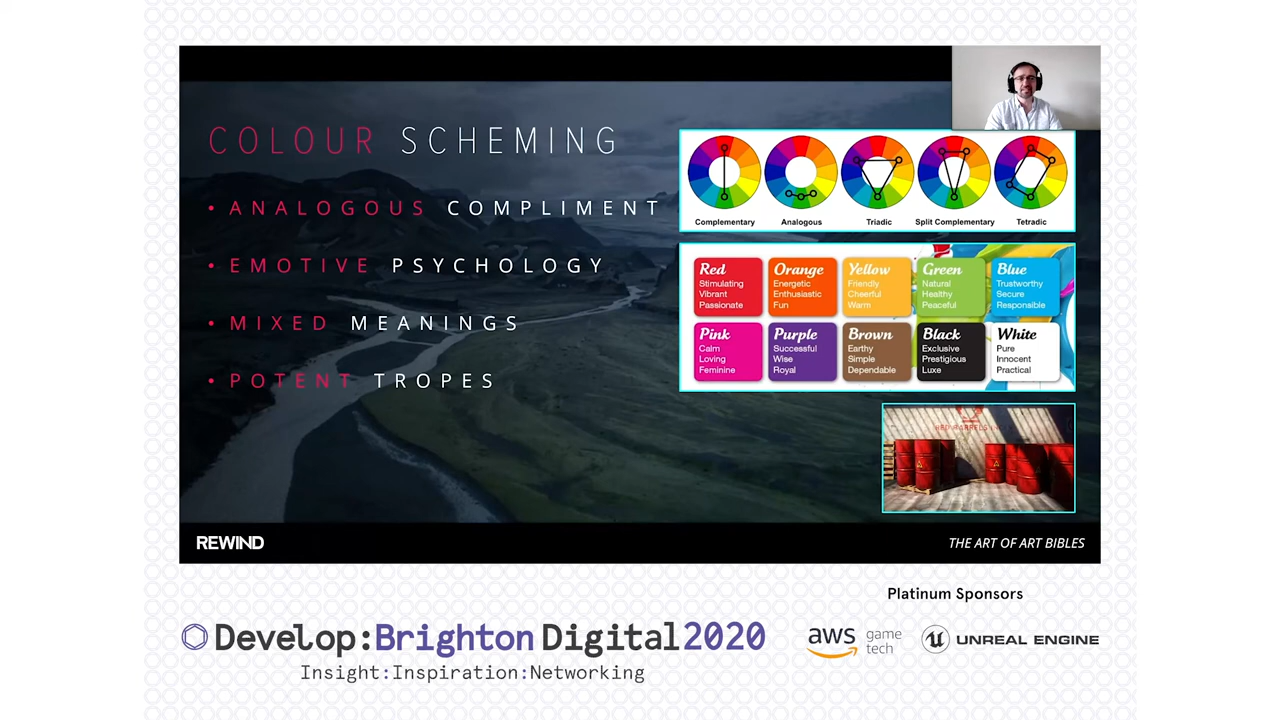 COLOUR SCHEMING
• ANALOGOUS COMPLIMENT
• EMOTIVE PSYCHOLOGY
• MIXED MEANINGS
• POTENT TROPES
Complementary
Analogous
Triadic
Split Complementary
Tetradic
Red
Stimulating
Vibrant
Passionate
Orange
Energetic
Enthusiastic
Fun
Yellow
Friendly
Cheerful
Warm
Green
Natural
Healthy
Peaceful
Blue
Trustworthy
Secure
Responsible
Pink
Calm
Loving
Feminine
Purple
Successful
Wise
Royal
Brown
Earthy
Simple
Dependable
Black
Exclusive
Prestigious
Luxe
White
Pure
Innocent
Practical
RED BARRELS
REWIND
THE ART OF ART BIBLES
Platinum Sponsors
Develop:Brighton Digital 2020
Insight:Inspiration:Networking
aws game tech
UNREAL ENGINE